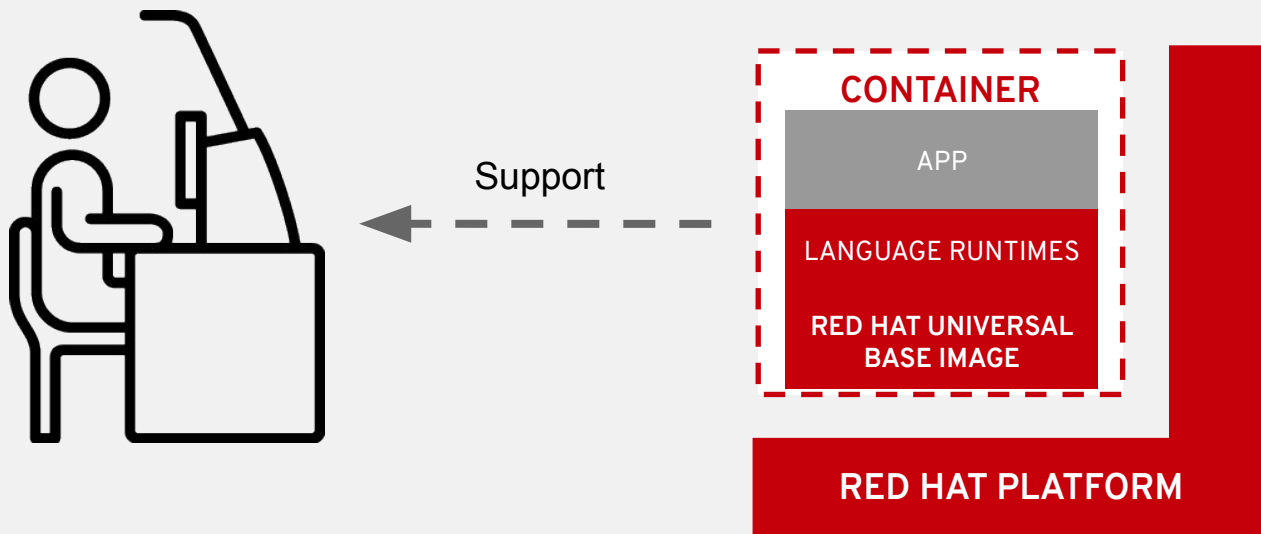 Support
CONTAINER
APP
LANGUAGE RUNTIMES
RED HAT UNIVERSAL
BASE IMAGE
RED HAT PLATFORM